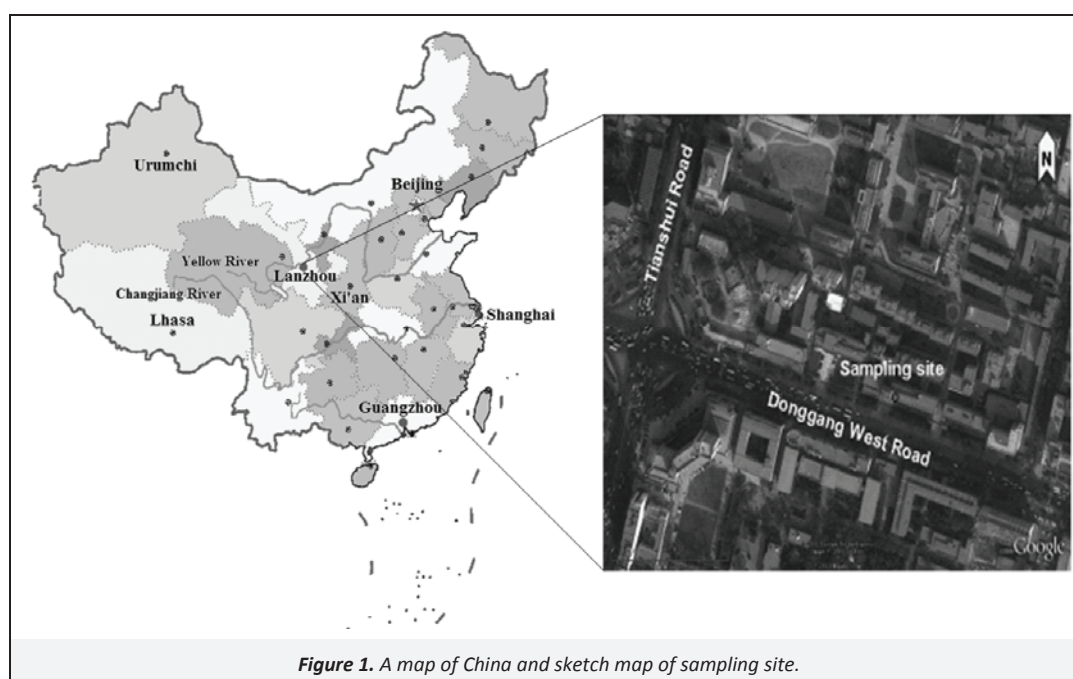 Urumchi
Beijing
Yellow River
Lanzhou
Changjiang River
Xi'an
Lhasa
Shanghai
Guangzhou
N
Tianshui Road
Sampling site
Donggang West Road
Google
Figure 1. A map of China and sketch map of sampling site.